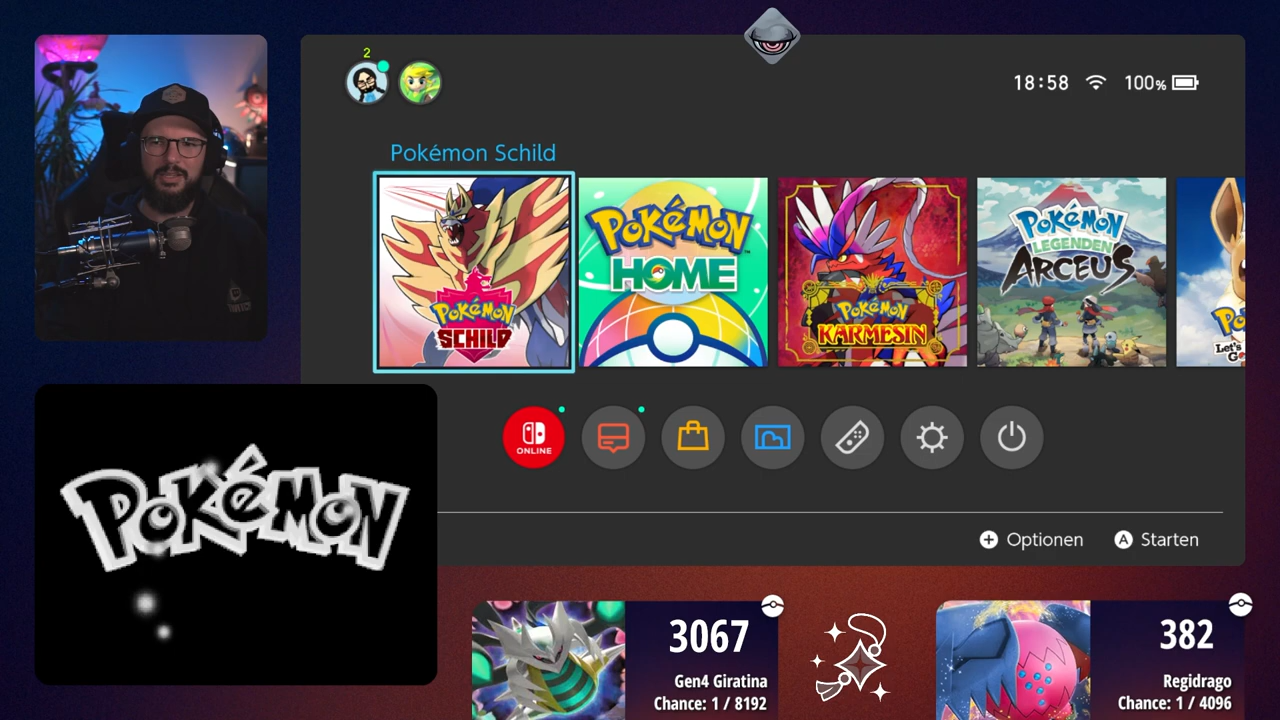 2
18:58
100%
Pokémon Schild
POKéMON
SCHILD
POKéMON
HOME
POKéMON
KARMESIN
POKéMON
LEGENDEN
ARCEUS
Let's
ONLINE
POKéMON
Optionen
A Starten
3067
Gen4 Giratina
Chance: 1 / 8192
382
Regidrago
Chance: 1 / 4096